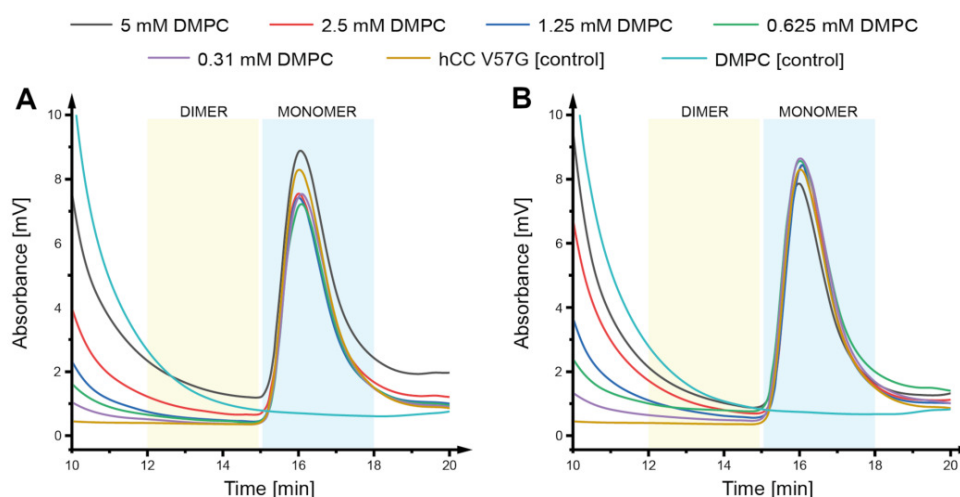 5 mM DMPC 2.5 mM DMPC 1.25 mM DMPC 0.625 mM DMPC
0.31 mM DMPC hCC V57G [control] DMPC [control]
A
DIMER MONOMER
Absorbance [mV]
10
8
6
4
2
0
10 12 14 16 18 20
Time [min]
B
DIMER MONOMER
Absorbance [mV]
10
8
6
4
2
0
10 12 14 16 18 20
Time [min]